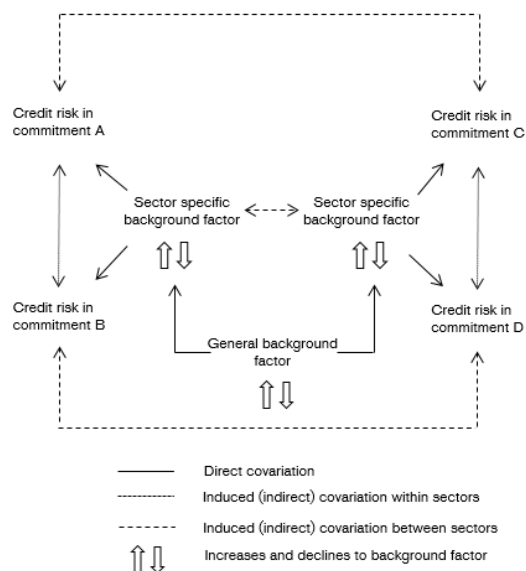 Credit risk in
commitment A
Credit risk in
commitment C
Sector specific
background factor
Sector specific
background factor
Credit risk in
commitment B
Credit risk in
commitment D
General background
factor
Direct covariation
Induced (indirect) covariation within sectors
Induced (indirect) covariation between sectors
Increases and declines to background factor